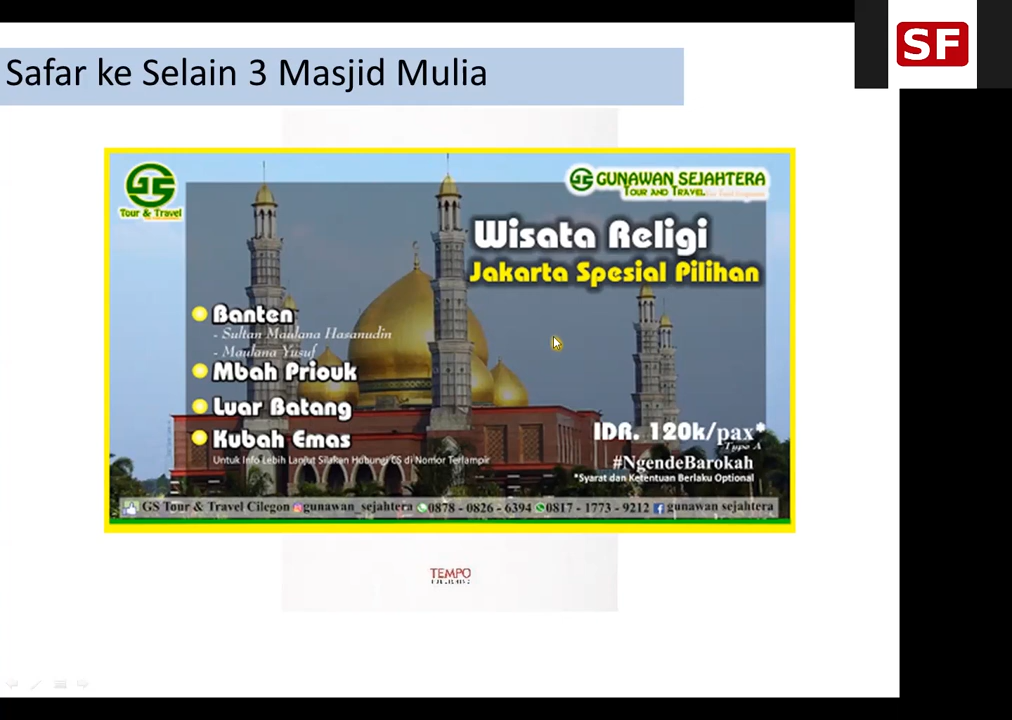 SF
Safar ke Selain 3 Masjid Mulia
GS
Tour & Travel
GS GUNAWAN SEJAHTERA
TOUR AND TRAVEL
Wisata Religi
Jakarta Spesial Pilihan
Banten
- Sultan Maulana Hasanudin
- Maulana Yusuf
Mbah Priouk
Luar Batang
Kubah Emas
Untuk Info Lebih Lanjut Silakan Hubungi CS di Nomor Terlampir
IDR. 120k/pax*
-Type A
#NgendeBarokah
*Syarat dan Ketentuan Berlaku Optional
GS Tour & Travel Cilegon gunawan_sejahtera 0878 - 0826 - 6394 0817 - 1773 - 9212 gunawan sejahtera
TEMPO